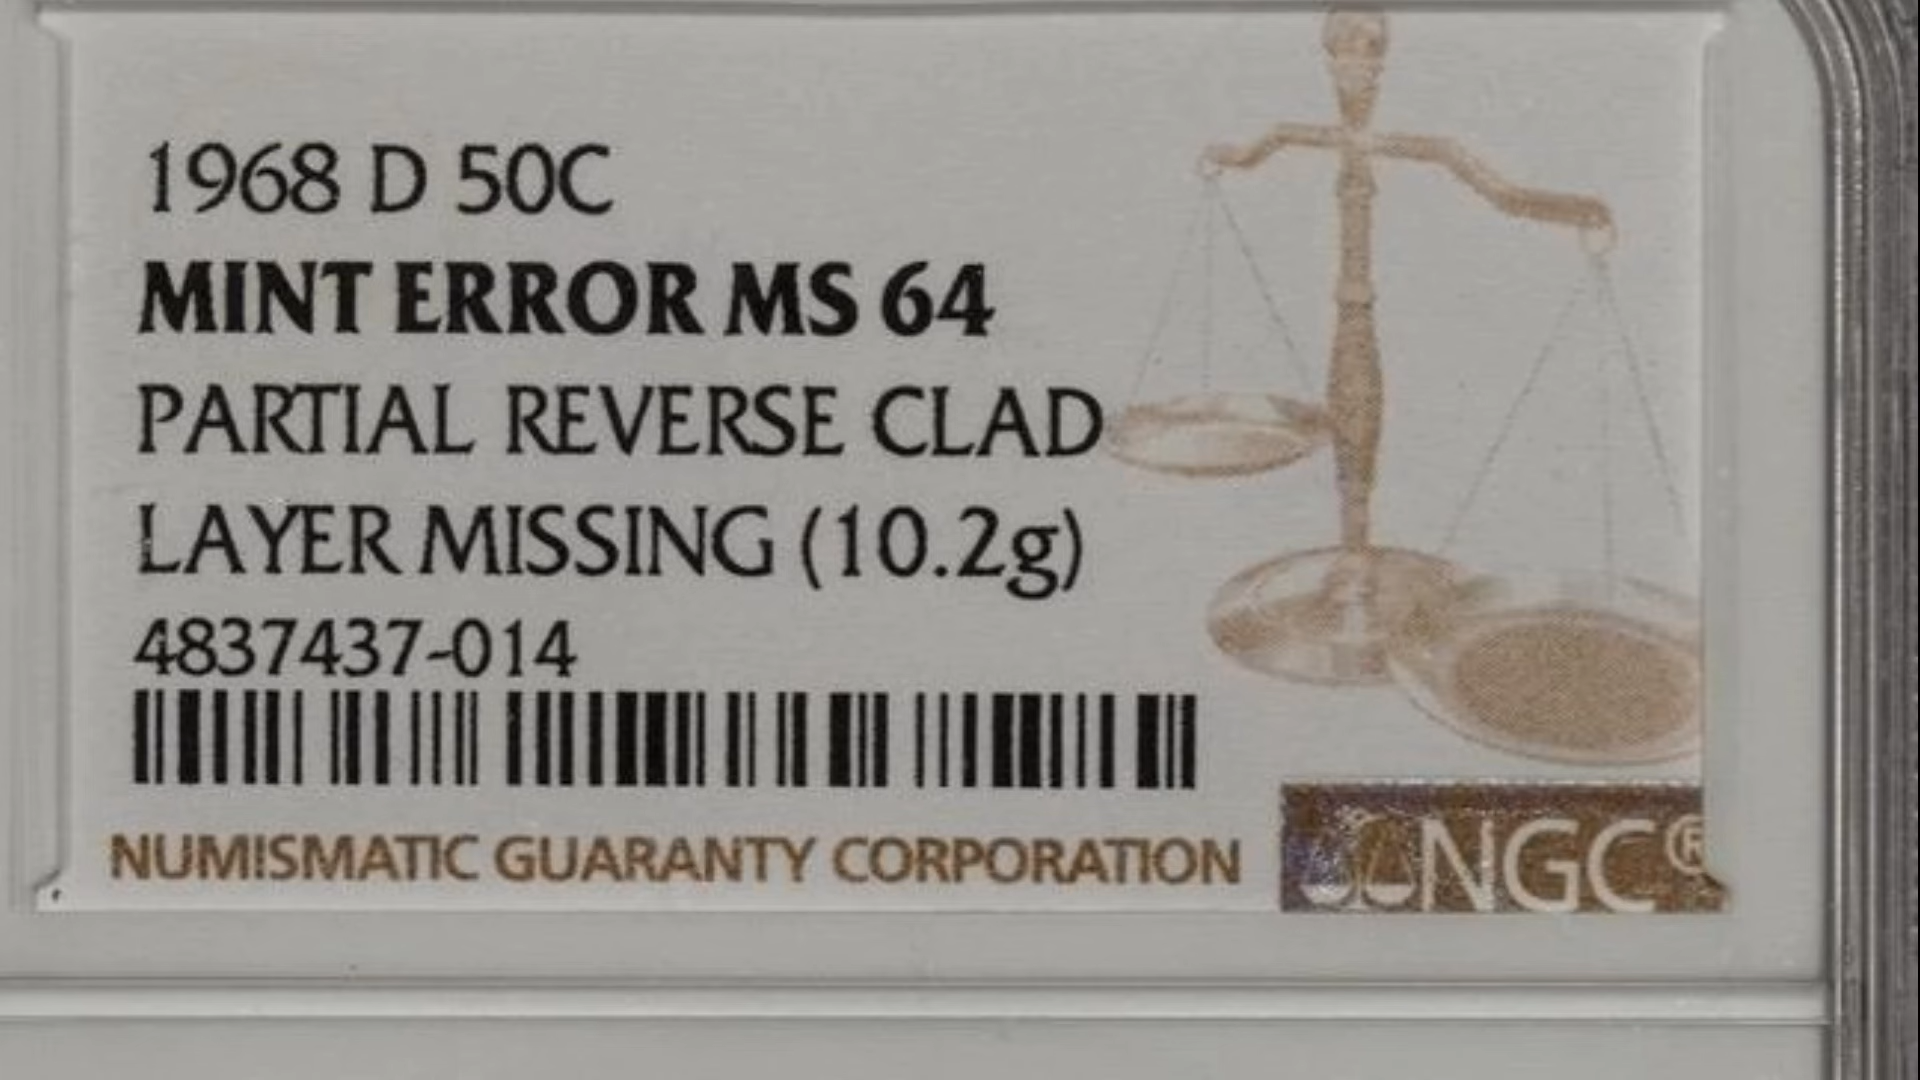 1968 D 50C
MINT ERROR MS 64
PARTIAL REVERSE CLAD
LAYER MISSING (10.2g)
4837437-014
NUMISMATIC GUARANTY CORPORATION
NGC®